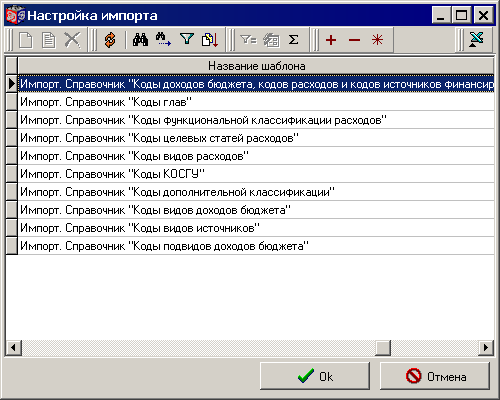 Настройка импорта
Название шаблона
Импорт. Справочник "Коды доходов бюджета, кодов расходов и кодов источников финансир
Импорт. Справочник "Коды глав"
Импорт. Справочник "Коды функциональной классификации расходов"
Импорт. Справочник "Коды целевых статей расходов"
Импорт. Справочник "Коды видов расходов"
Импорт. Справочник "Коды КОСГУ"
Импорт. Справочник "Коды дополнительной классификации"
Импорт. Справочник "Коды видов доходов бюджета"
Импорт. Справочник "Коды видов источников"
Импорт. Справочник "Коды подвидов доходов бюджета"
Ok Отмена